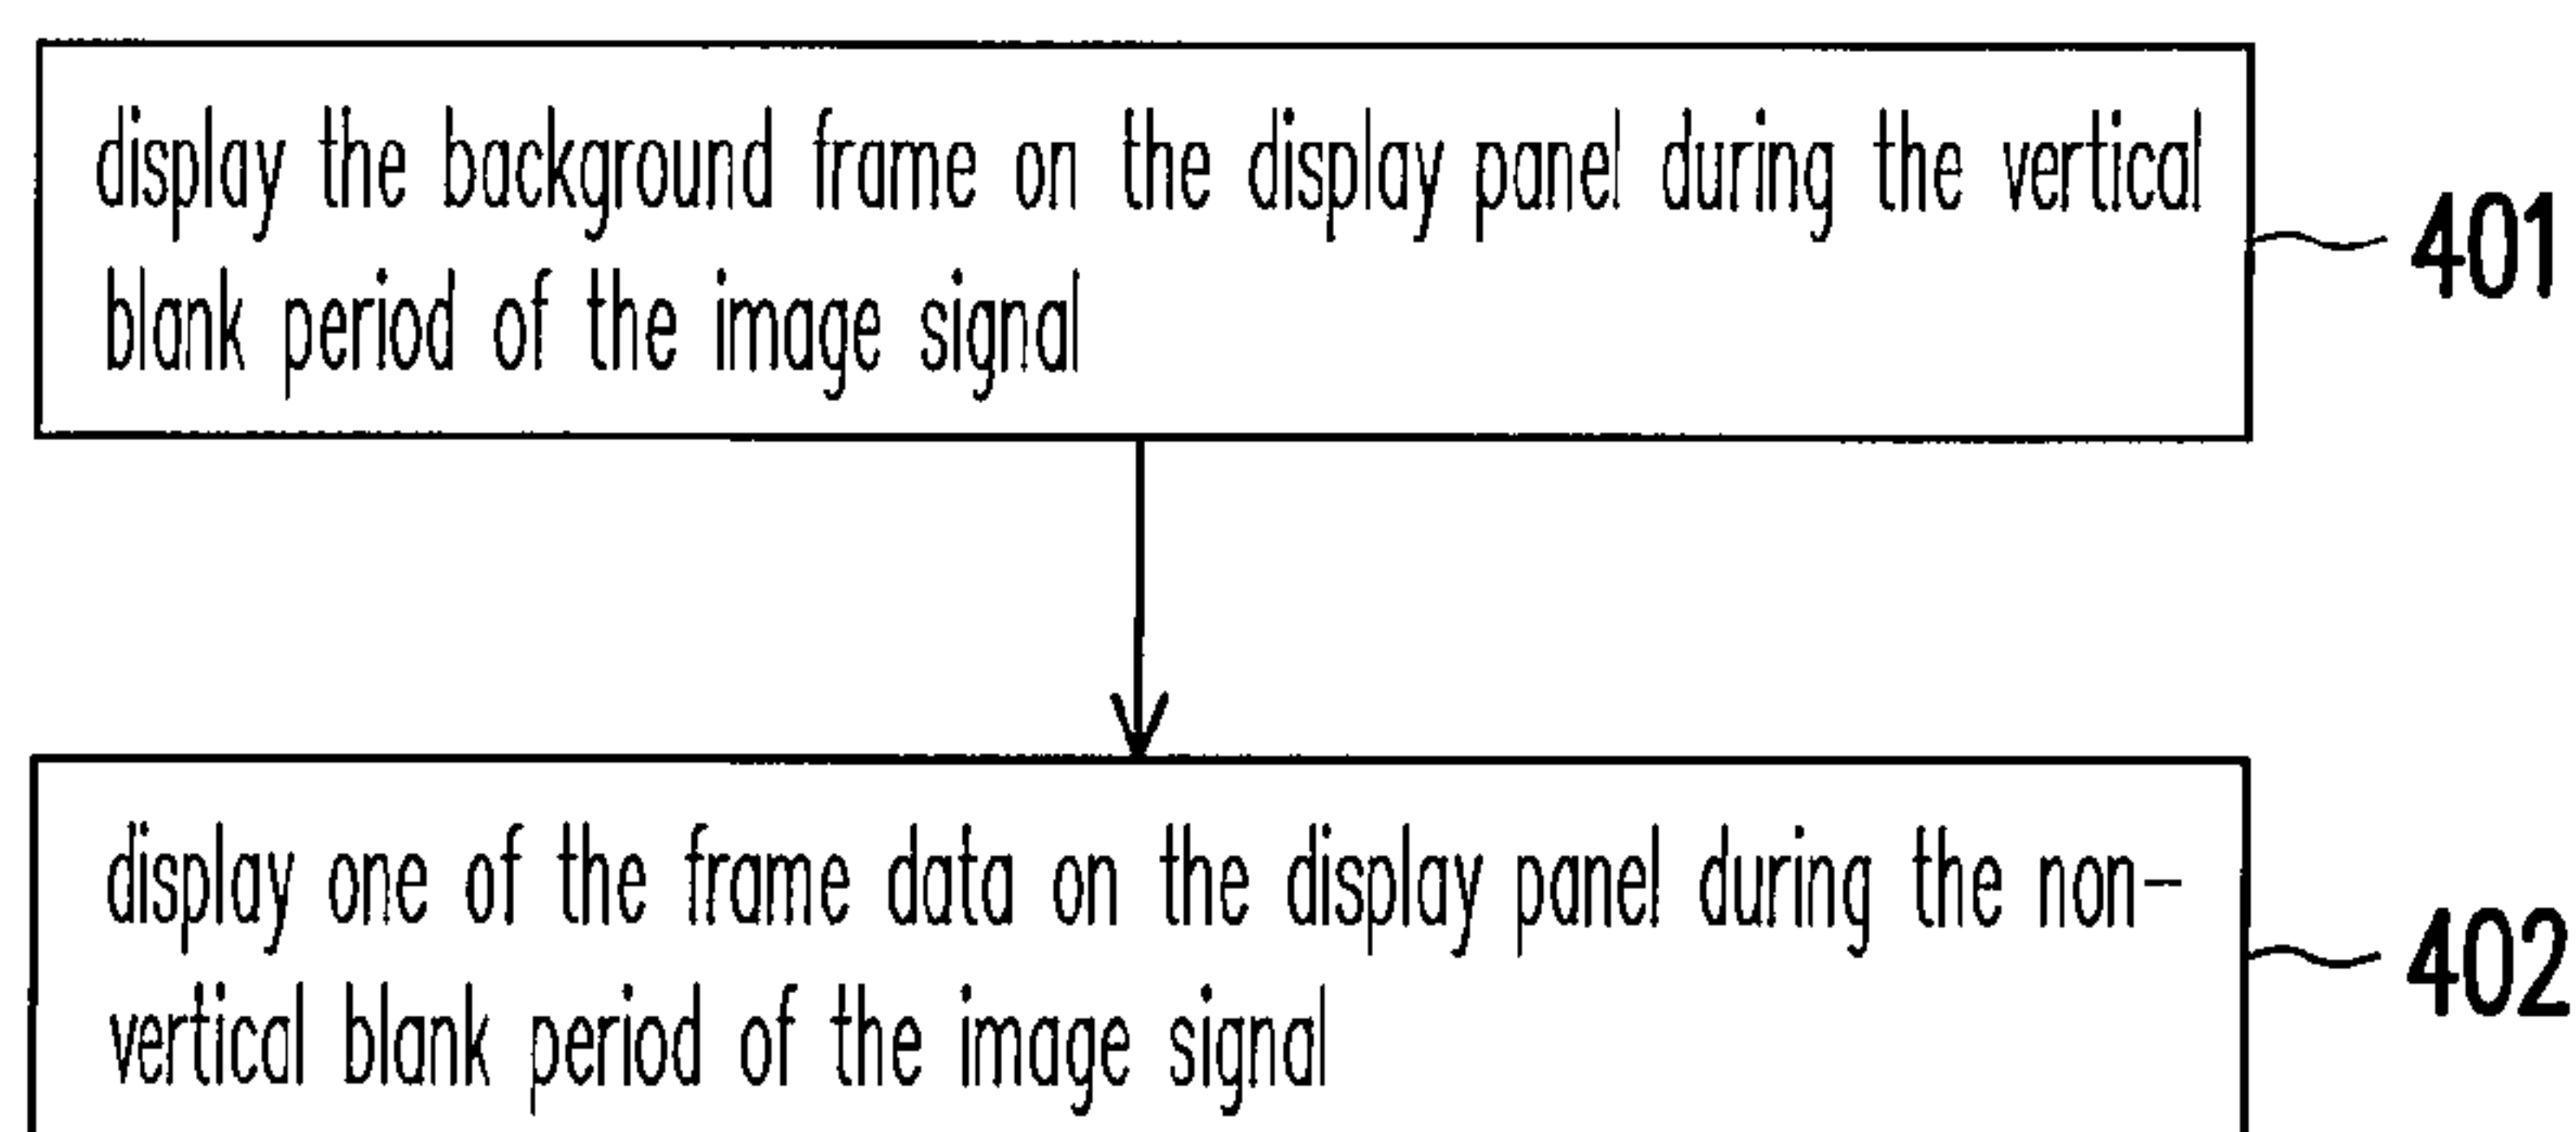 display the background frame on the display panel during the vertical
blank period of the image signal
401
display one of the frame data on the display panel during the non-
vertical blank period of the image signal
402